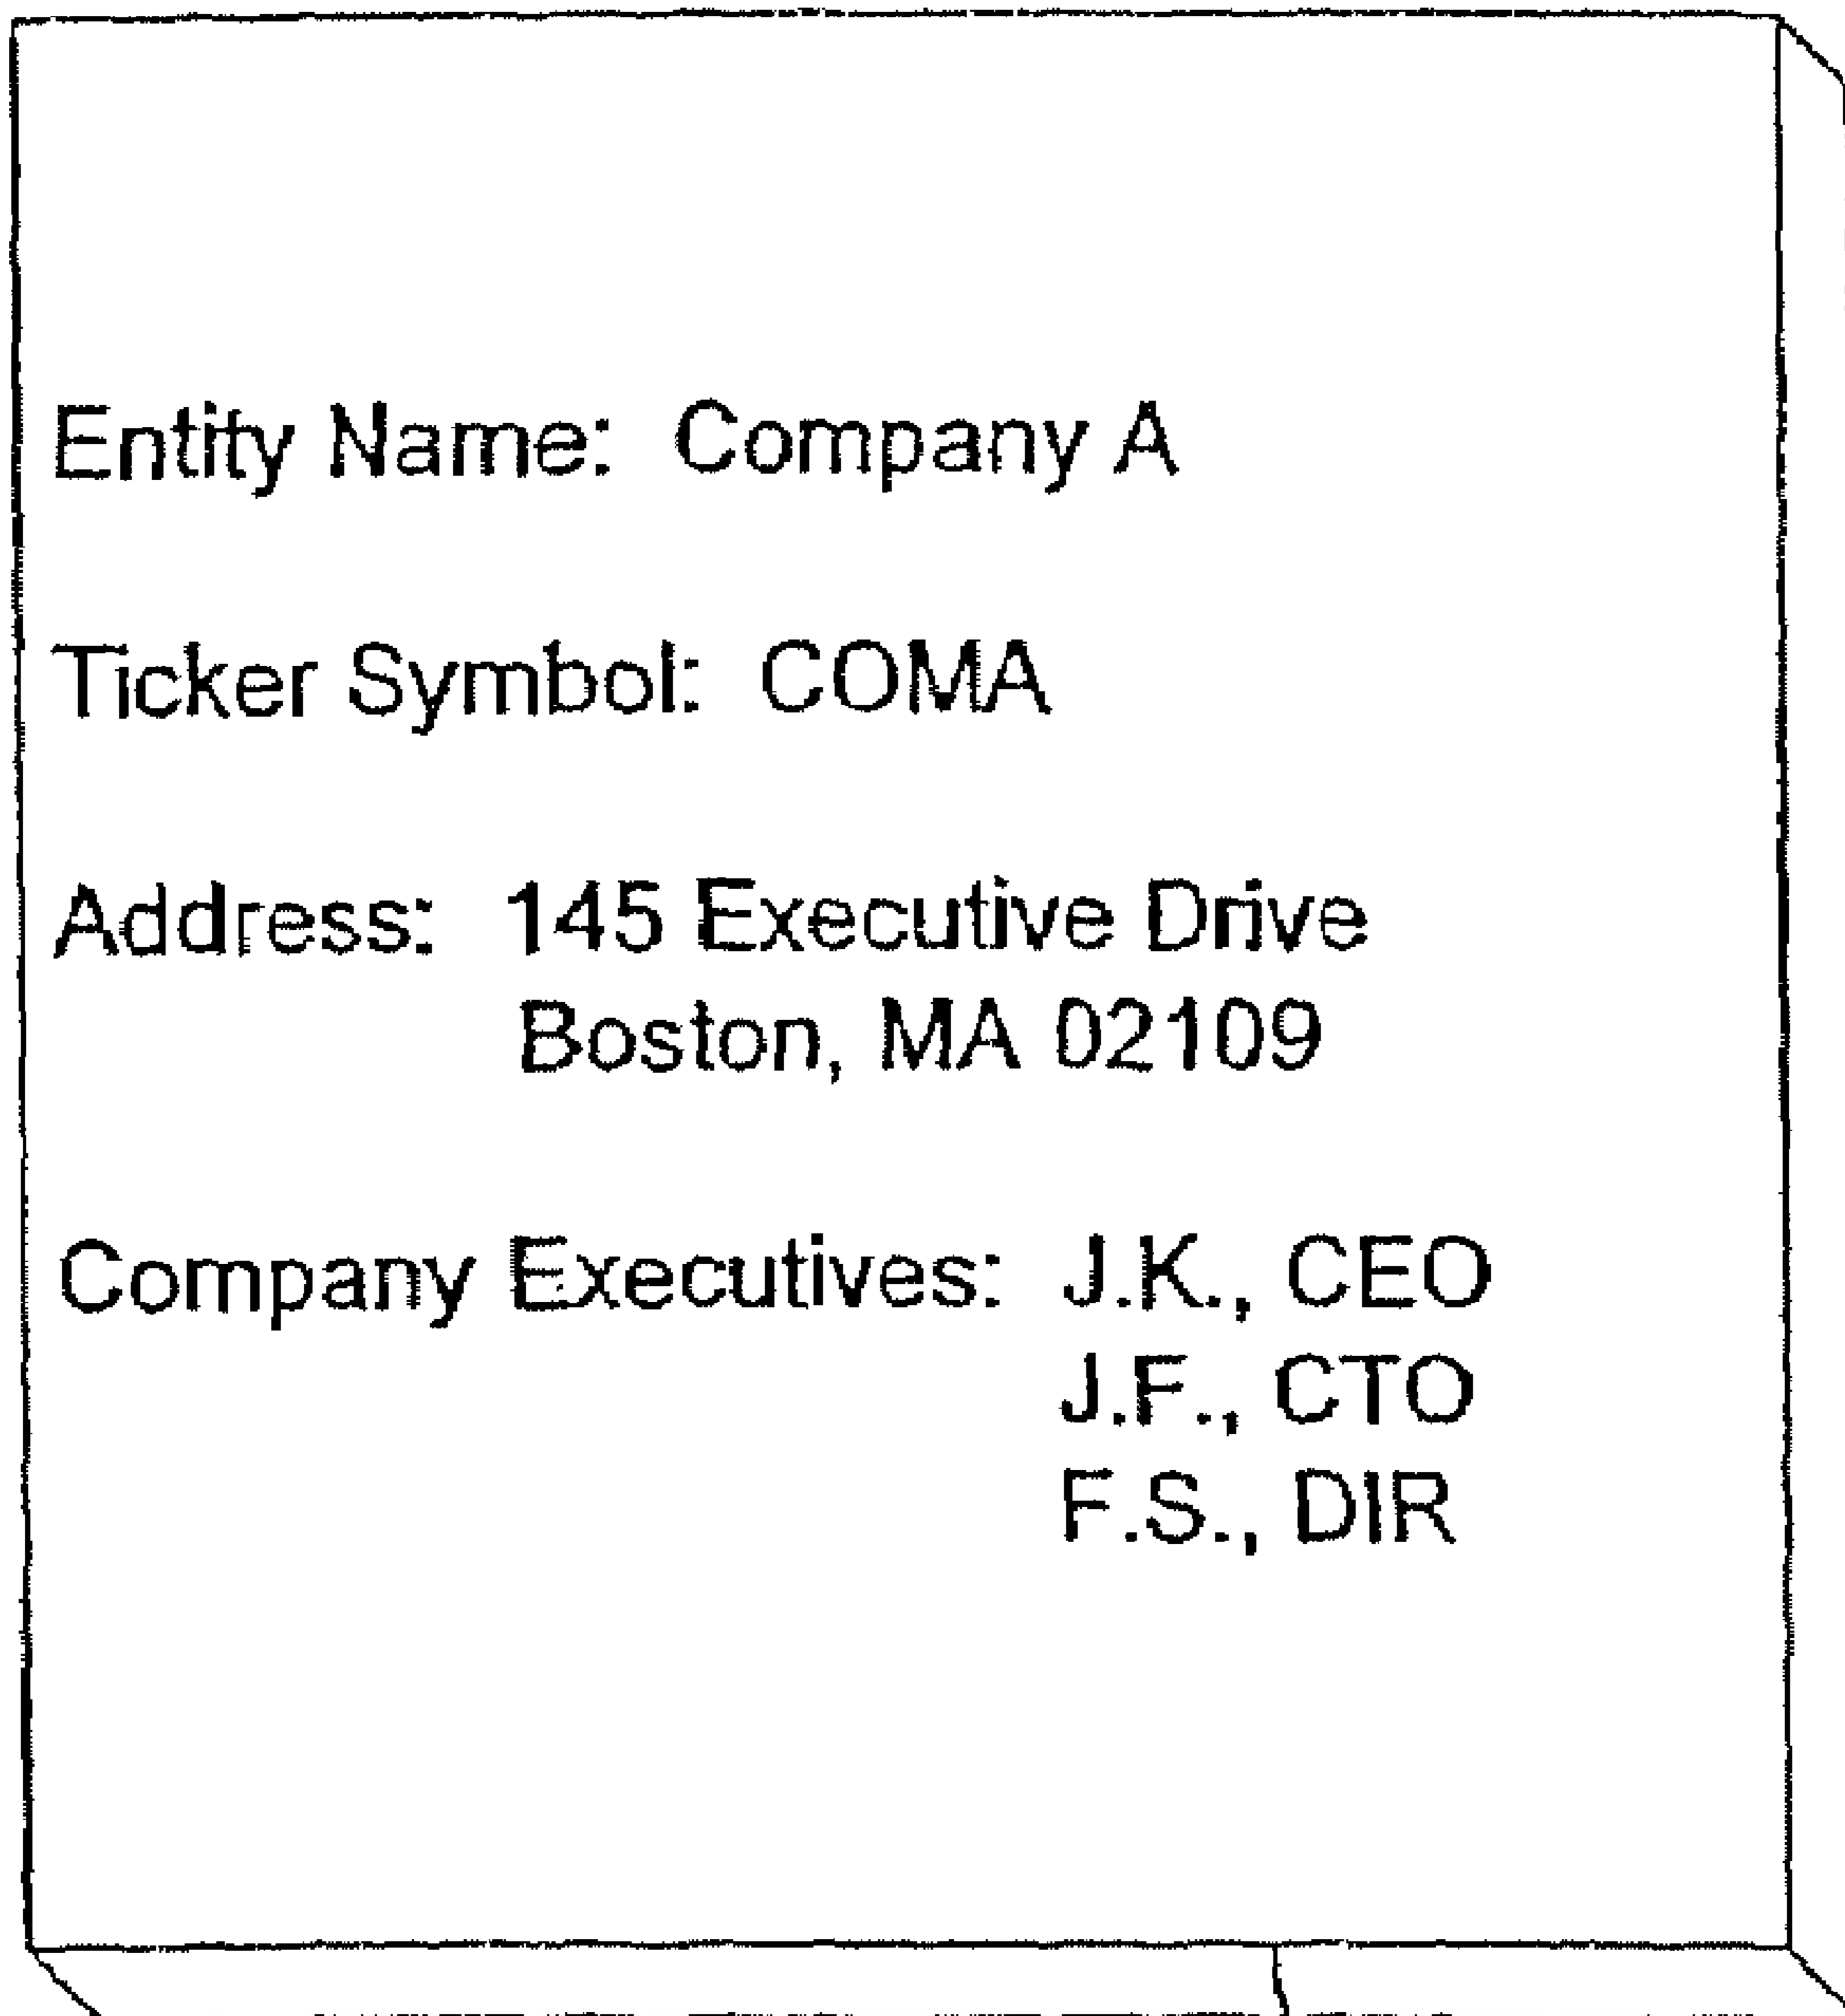 Entity Name: Company A
Ticker Symbol: COMA
Address: 145 Executive Drive
Boston, MA 02109
Company Executives: J.K., CEO
J.F., CTO
F.S., DIR